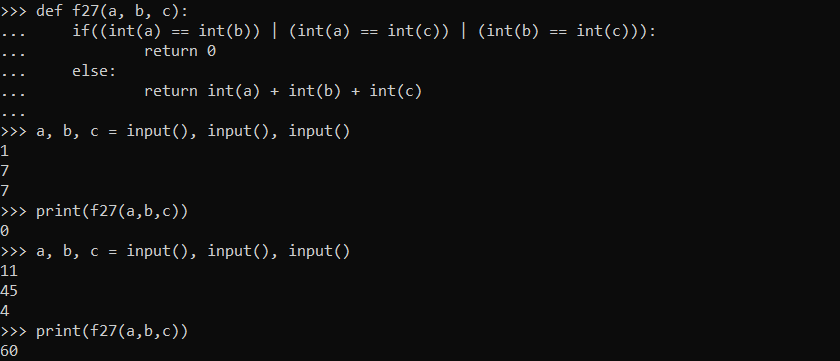 >>> def f27(a, b, c):
...     if((int(a) == int(b)) | (int(a) == int(c)) | (int(b) == int(c))):
...             return 0
...     else:
...             return int(a) + int(b) + int(c)
...
>>> a, b, c = input(), input(), input()
1
7
7
>>> print(f27(a,b,c))
0
>>> a, b, c = input(), input(), input()
11
45
4
>>> print(f27(a,b,c))
60